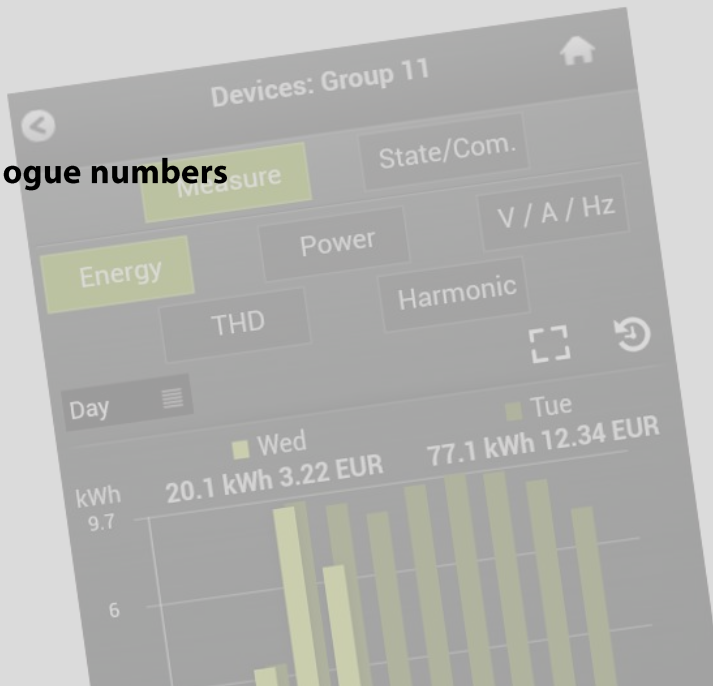 Devices: Group 11
ogue numbers
Measure
State/Com.
Energy
Power
V / A / Hz
THD
Harmonic
Day
Wed
Tue
20.1 kWh 3.22 EUR
77.1 kWh 12.34 EUR
kWh
9.7
6